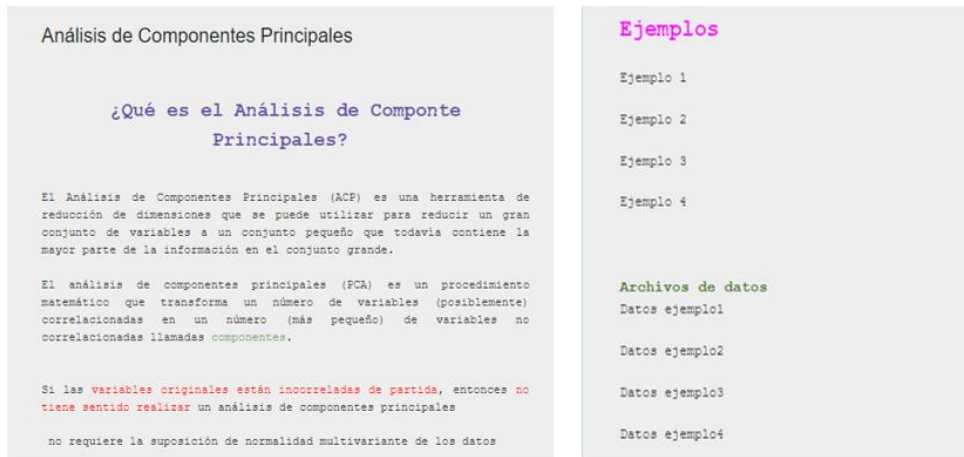 Análisis de Componentes Principales
¿Qué es el Análisis de Componte
Principales?
El Análisis de Componentes Principales (ACP) es una herramienta de
reducción de dimensiones que se puede utilizar para reducir un gran
conjunto de variables a un conjunto pequeño que todavía contiene la
mayor parte de la información en el conjunto grande.
El análisis de componentes principales (PCA) es un procedimiento
matemático que transforma un número de variables (posiblemente)
correlacionadas en un número (más pequeño) de variables no
correlacionadas llamadas componentes.
Si las variables originales están incorreladas de partida, entonces no
tiene sentido realizar un análisis de componentes principales
no requiere la suposición de normalidad multivariante de los datos
Ejemplos
Ejemplo 1
Ejemplo 2
Ejemplo 3
Ejemplo 4
Archivos de datos
Datos ejemplo1
Datos ejemplo2
Datos ejemplo3
Datos ejemplo4